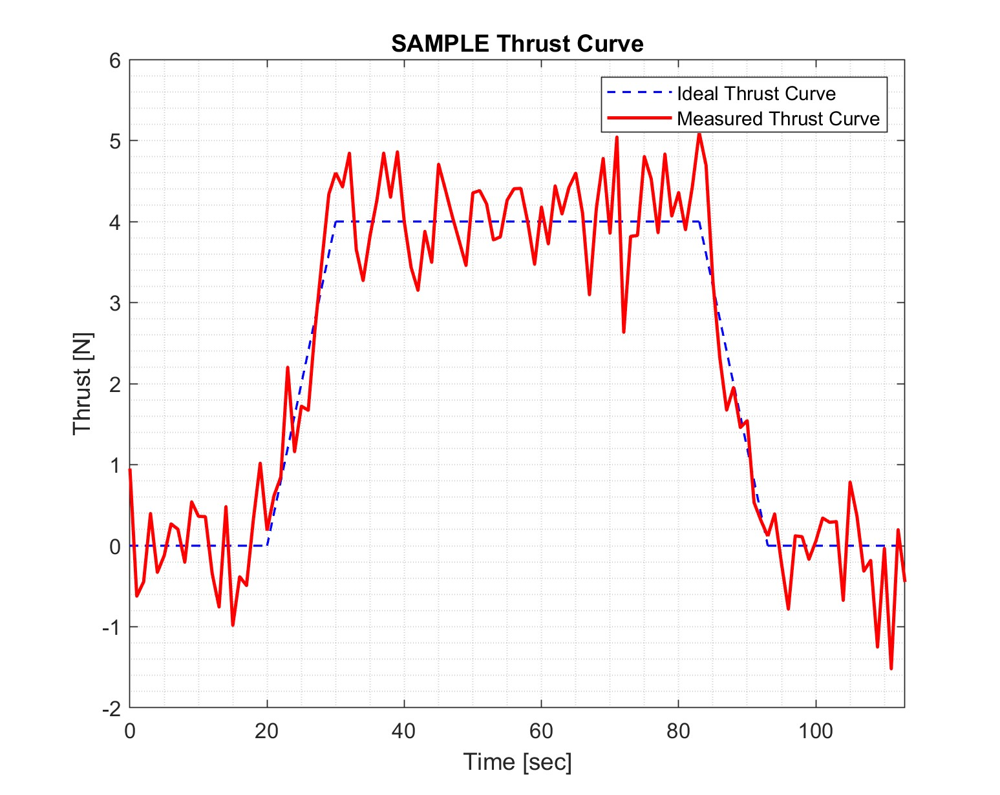 SAMPLE Thrust Curve
Ideal Thrust Curve
Measured Thrust Curve
6
5
4
3
2
1
0
-1
-2
Thrust [N]
0 20 40 60 80 100
Time [sec]